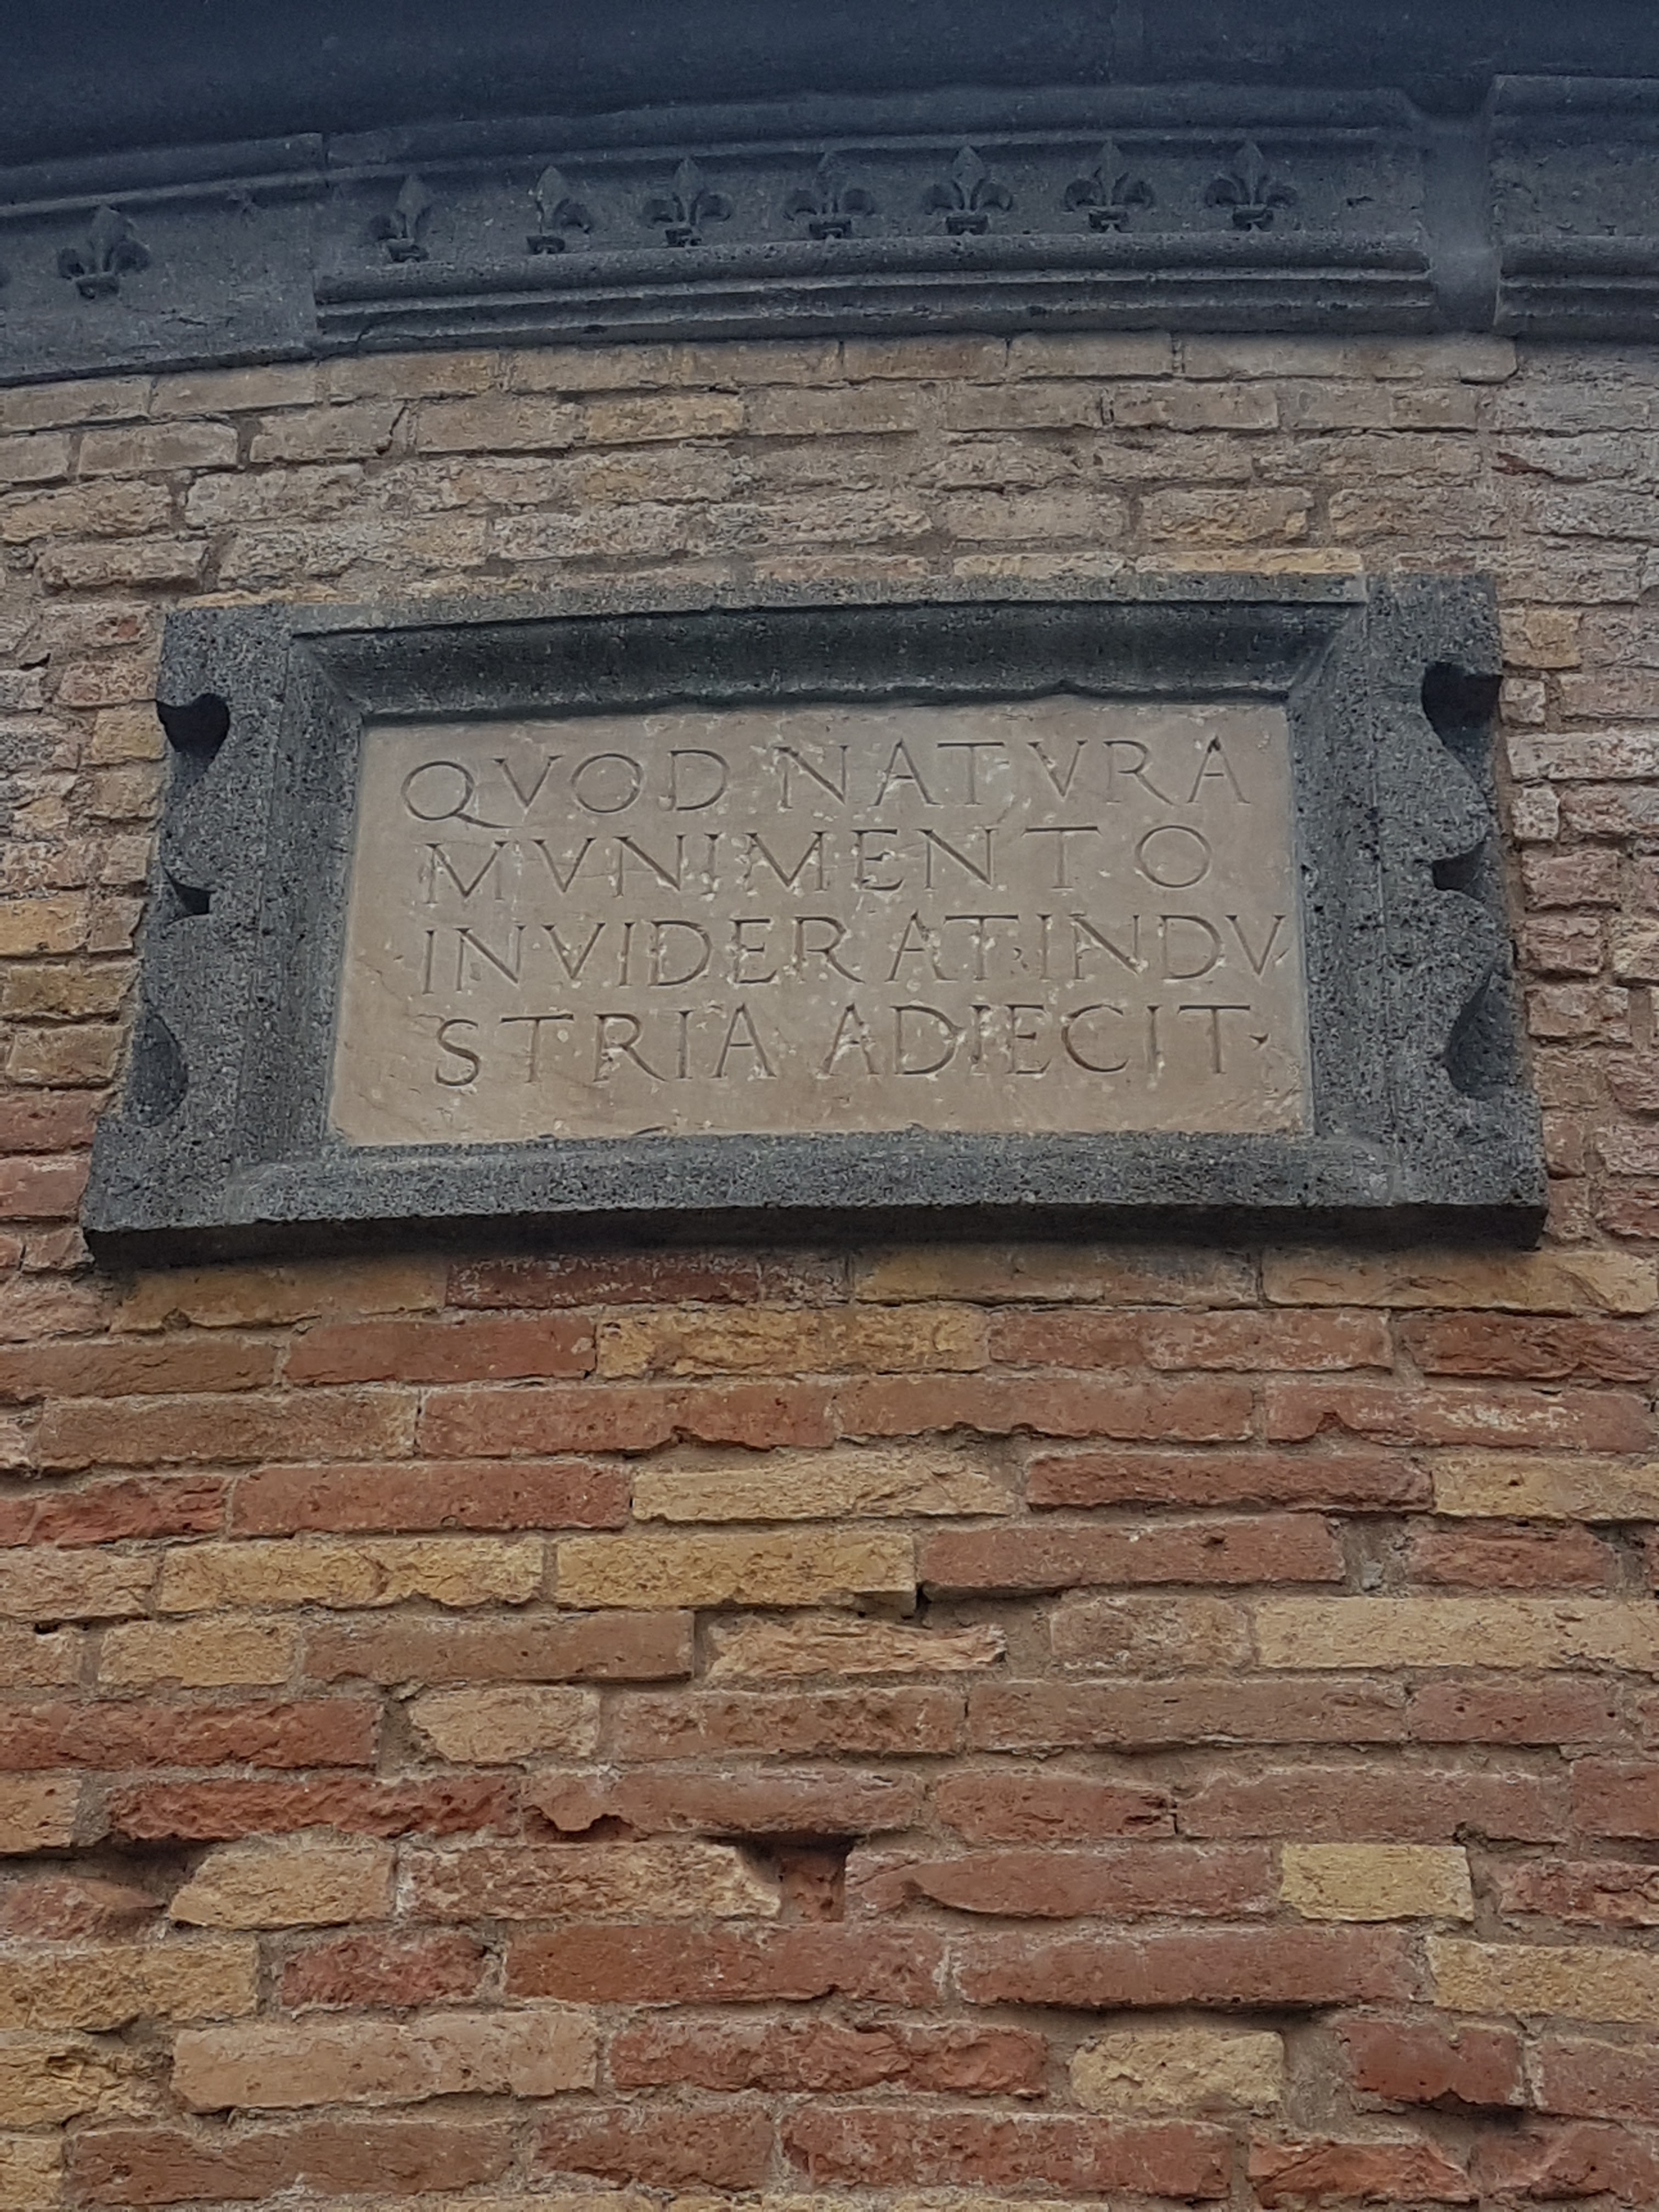 QVOD NATVRA
MVNIMENTO
INVIDERAT·INDV
STRIA ADIECIT·